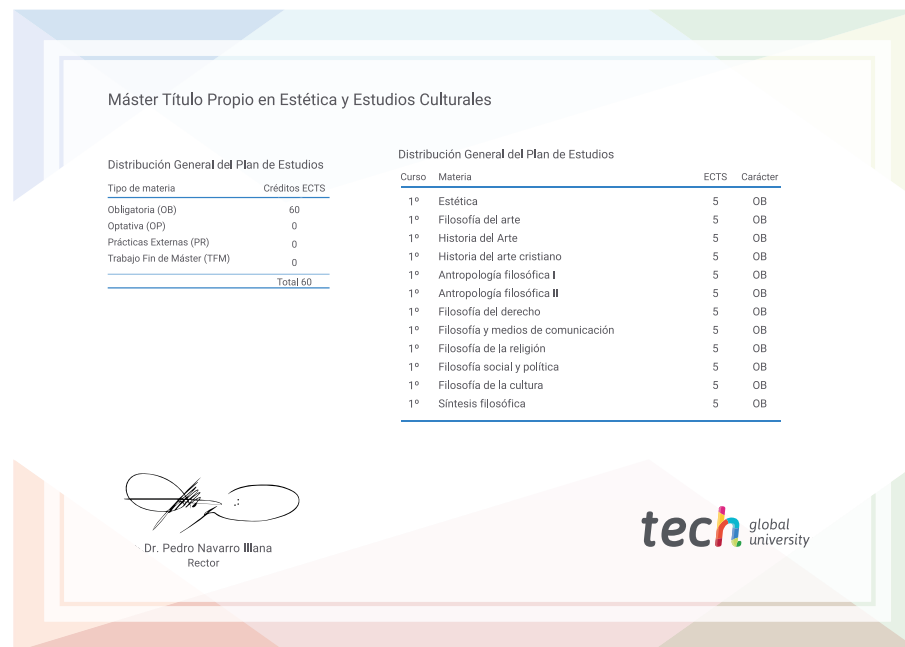 Máster Título Propio en Estética y Estudios Culturales
Distribución General del Plan de Estudios
Tipo de materia Créditos ECTS
Obligatoria (OB) 60
Optativa (OP) 0
Prácticas Externas (PR) 0
Trabajo Fin de Máster (TFM) 0
Total 60
Distribución General del Plan de Estudios
Curso Materia ECTS Carácter
1º Estética 5 OB
1º Filosofía del arte 5 OB
1º Historia del Arte 5 OB
1º Historia del arte cristiano 5 OB
1º Antropología filosófica I 5 OB
1º Antropología filosófica II 5 OB
1º Filosofía del derecho 5 OB
1º Filosofía y medios de comunicación 5 OB
1º Filosofía de la religión 5 OB
1º Filosofía social y política 5 OB
1º Filosofía de la cultura 5 OB
1º Síntesis filosófica 5 OB
Dr. Pedro Navarro Illana
Rector
tech global
university